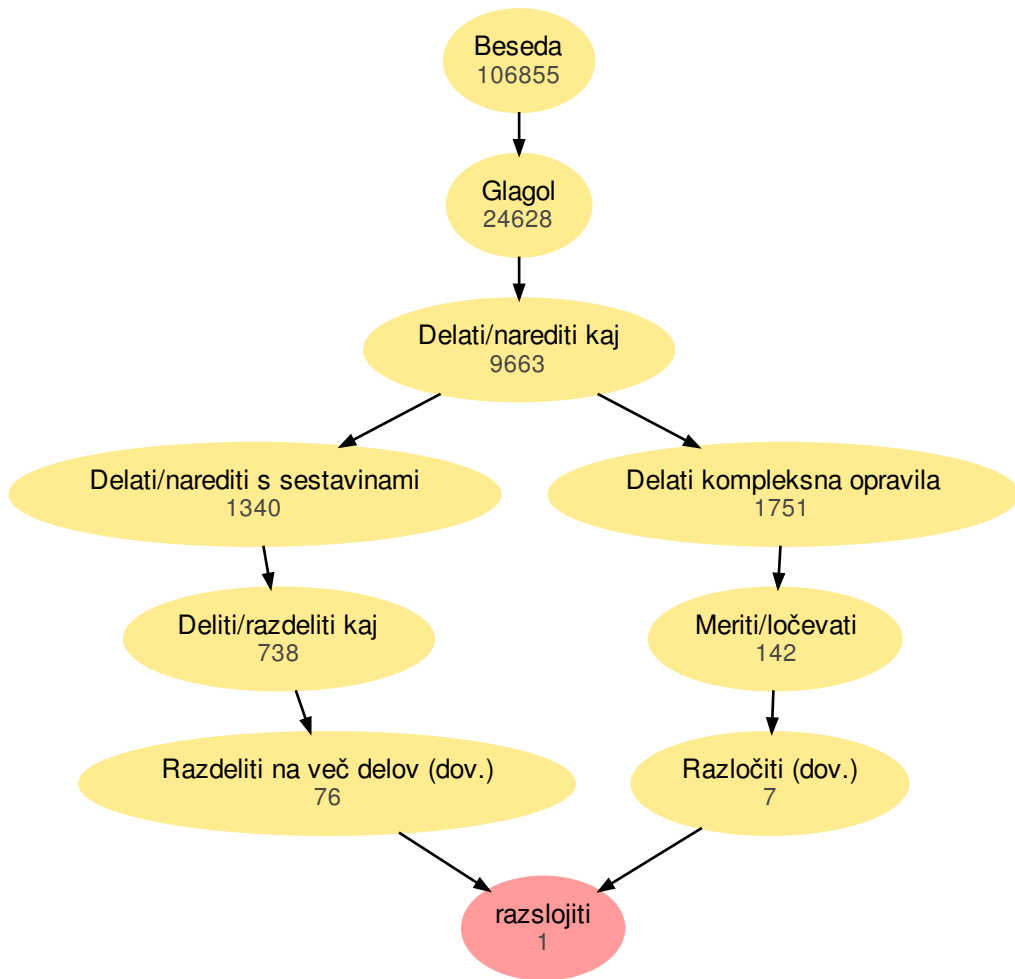 Beseda
106855
Glagol
24628
Delati/narediti kaj
9663
Delati/narediti s sestavinami
1340
Delati kompleksna opravila
1751
Deliti/razdeliti kaj
738
Meriti/ločevati
142
Razdeliti na več delov (dov.)
76
Razločiti (dov.)
7
razslojiti
1